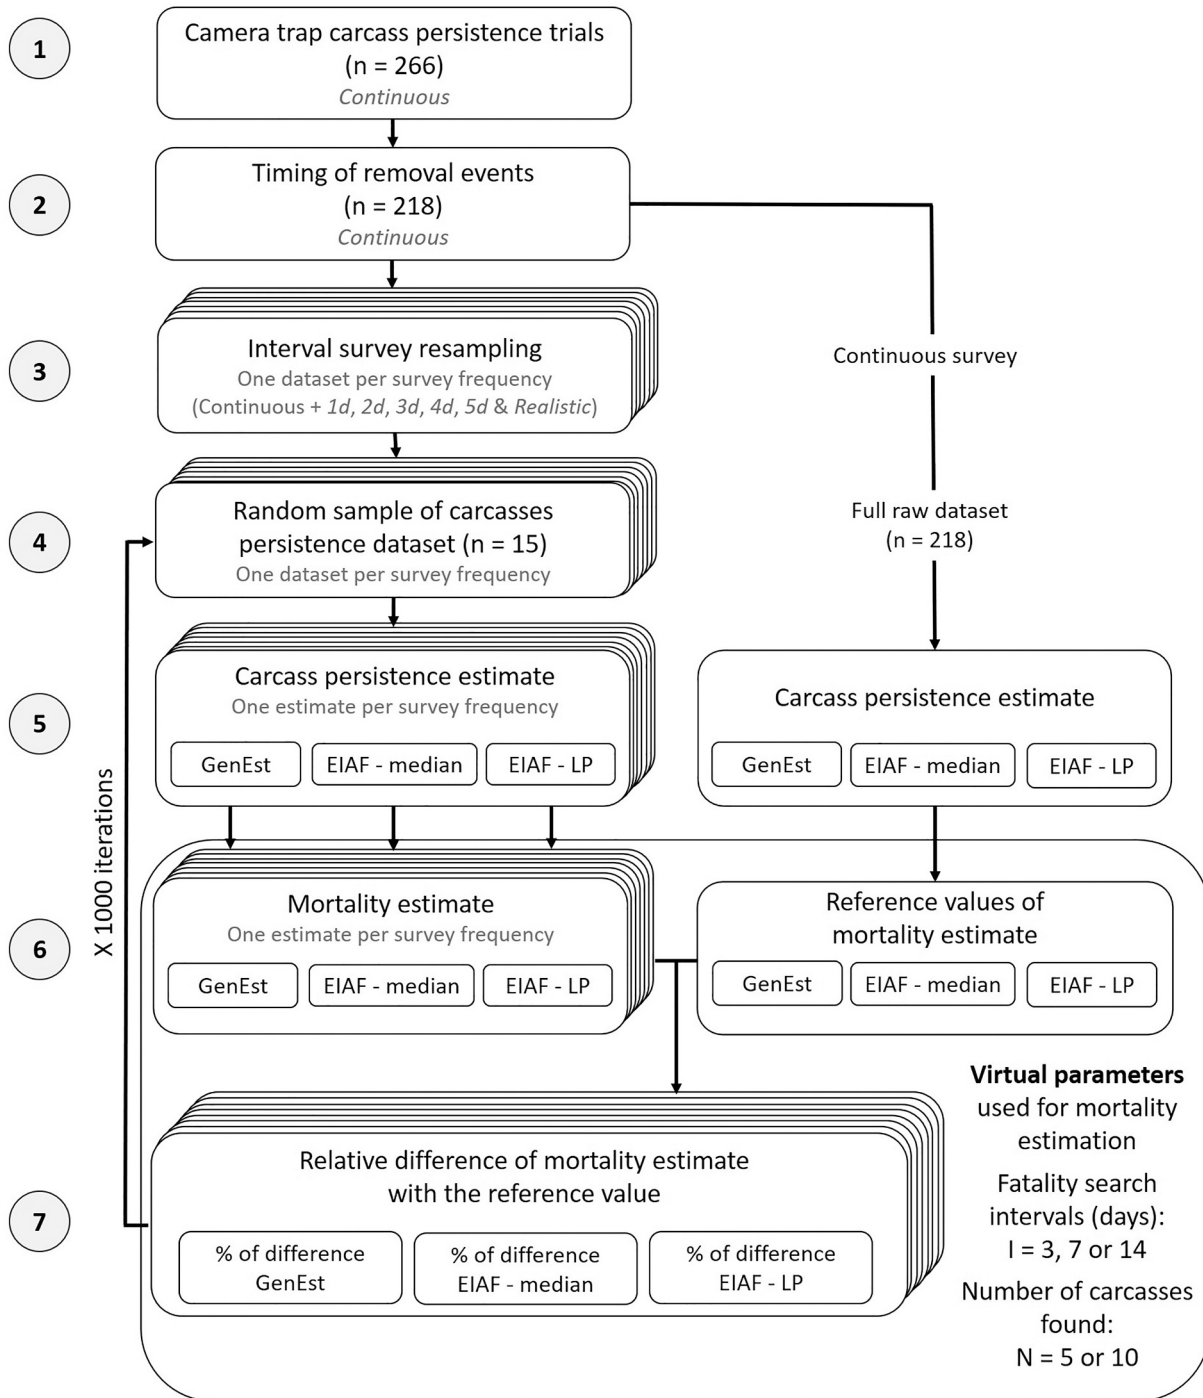 1
Camera trap carcass persistence trials
(n = 266)
Continuous
2
Timing of removal events
(n = 218)
Continuous
3
Interval survey resampling
One dataset per survey frequency
(Continuous + 1d, 2d, 3d, 4d, 5d & Realistic)
Continuous survey
4
Random sample of carcasses
persistence dataset (n = 15)
One dataset per survey frequency
Full raw dataset
(n = 218)
5
Carcass persistence estimate
One estimate per survey frequency
GenEst
EIAF - median
EIAF - LP
Carcass persistence estimate
GenEst
EIAF - median
EIAF - LP
X 1000 iterations
6
Mortality estimate
One estimate per survey frequency
GenEst
EIAF - median
EIAF - LP
Reference values of
mortality estimate
GenEst
EIAF - median
EIAF - LP
7
Relative difference of mortality estimate
with the reference value
% of difference
GenEst
% of difference
EIAF - median
% of difference
EIAF - LP
Virtual parameters
used for mortality
estimation
Fatality search
intervals (days):
I = 3, 7 or 14
Number of carcasses
found:
N = 5 or 10